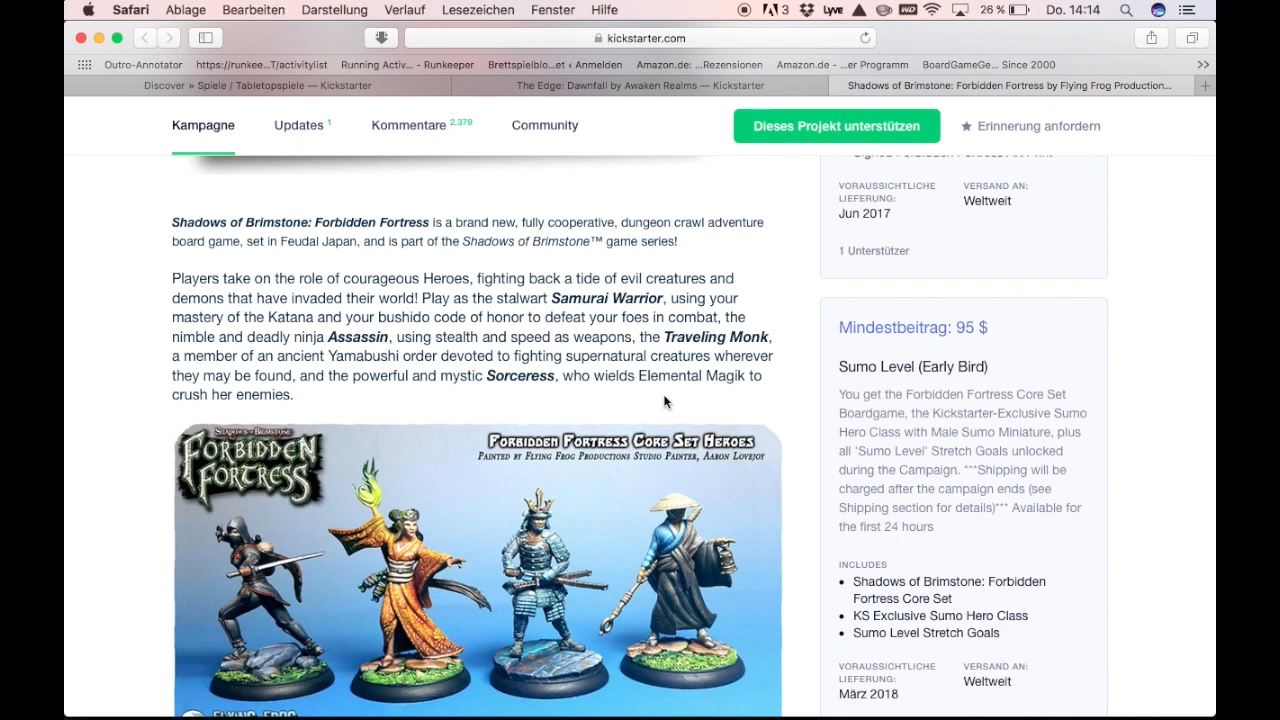 Safari Ablage Bearbeiten Darstellung Verlauf Lesezeichen Fenster Hilfe 3 Lyve WD 26 % Do. 14:14
kickstarter.com
Outro-Annotator https://runkee...T/activitylist Running Activ... - Runkeeper Brettspielblo...et ‹ Anmelden Amazon.de: ...Rezensionen Amazon.de - ...er Programm BoardGameGe... Since 2000 >>
Discover » Spiele / Tabletopspiele — Kickstarter The Edge: Dawnfall by Awaken Realms — Kickstarter Shadows of Brimstone: Forbidden Fortress by Flying Frog Production...
Kampagne Updates 1 Kommentare 2.379 Community Dieses Projekt unterstützen Erinnerung anfordern
Shadows of Brimstone: Forbidden Fortress is a brand new, fully cooperative, dungeon crawl adventure
board game, set in Feudal Japan, and is part of the Shadows of Brimstone™ game series!
Players take on the role of courageous Heroes, fighting back a tide of evil creatures and
demons that have invaded their world! Play as the stalwart Samurai Warrior, using your
mastery of the Katana and your bushido code of honor to defeat your foes in combat, the
nimble and deadly ninja Assassin, using stealth and speed as weapons, the Traveling Monk,
a member of an ancient Yamabushi order devoted to fighting supernatural creatures wherever
they may be found, and the powerful and mystic Sorceress, who wields Elemental Magik to
crush her enemies.
SHADOWS OF BRIMSTONE
FORBIDDEN
FORTRESS
FORBIDDEN FORTRESS CORE SET HEROES
PAINTED BY FLYING FROG PRODUCTIONS STUDIO PAINTER, AARON LOVEJOY
FLYING FROG
VORAUSSICHTLICHE
LIEFERUNG:
Jun 2017
VERSAND AN:
Weltweit
1 Unterstützer
Mindestbeitrag: 95 $
Sumo Level (Early Bird)
You get the Forbidden Fortress Core Set
Boardgame, the Kickstarter-Exclusive Sumo
Hero Class with Male Sumo Miniature, plus
all 'Sumo Level' Stretch Goals unlocked
during the Campaign. ***Shipping will be
charged after the campaign ends (see
Shipping section for details)*** Available for
the first 24 hours
INCLUDES
• Shadows of Brimstone: Forbidden
Fortress Core Set
• KS Exclusive Sumo Hero Class
• Sumo Level Stretch Goals
VORAUSSICHTLICHE
LIEFERUNG:
März 2018
VERSAND AN:
Weltweit